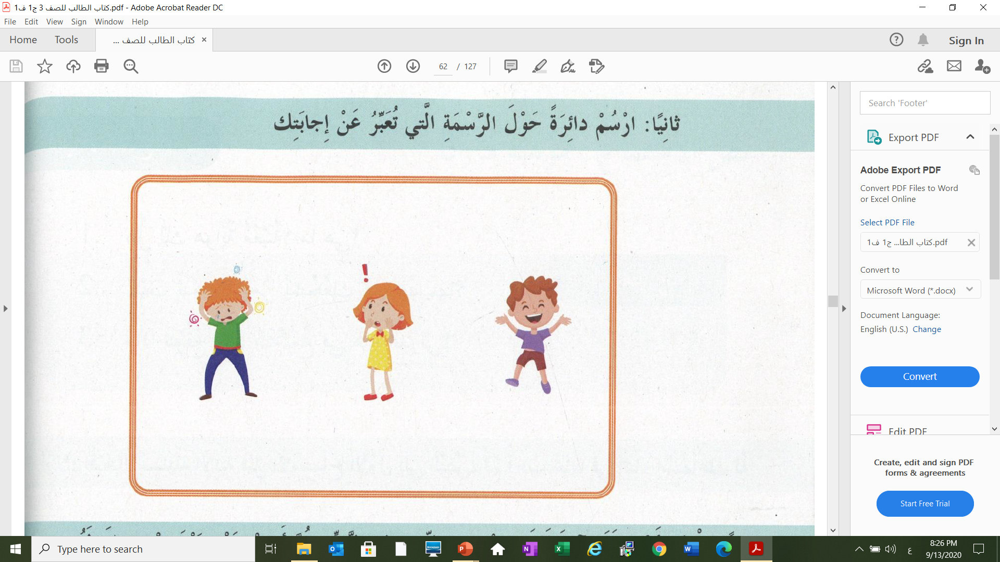 كتاب الطالب للصف 3 ج1 ف1.pdf - Adobe Acrobat Reader DC
File Edit View Sign Window Help
Home Tools كتاب الطالب للصف ... × Sign In
62 / 127
ثانِيًا: ارْسُمْ دائِرَةً حَوْلَ الرَّسْمَةِ الَّتي تُعَبِّرُ عَنْ إِجابَتِك
!
Search 'Footer'
Export PDF
Adobe Export PDF
Convert PDF Files to Word
or Excel Online
Select PDF File
كتاب الطا... ج1 ف1.pdf
Convert to
Microsoft Word (*.docx)
Document Language:
English (U.S.) Change
Convert
Edit PDF
Create, edit and sign PDF
forms & agreements
Start Free Trial
Type here to search
ع
8:26 PM
9/13/2020